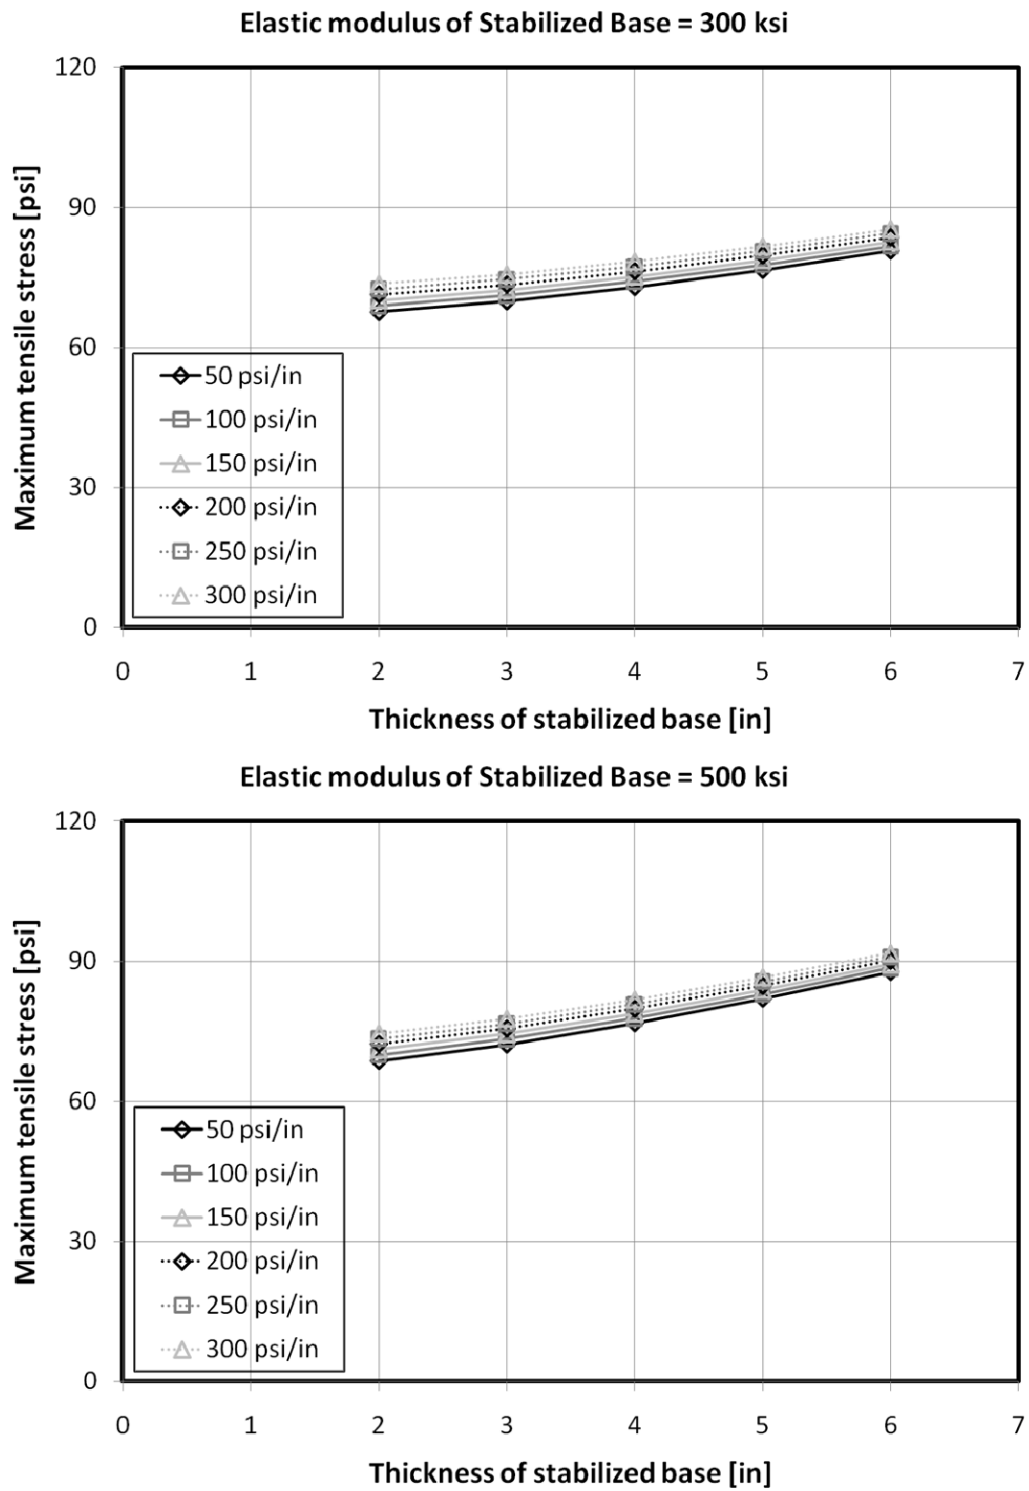 Elastic modulus of Stabilized Base = 300 ksi
120
90
60
30
0
Maximum tensile stress [psi]
50 psi/in
100 psi/in
150 psi/in
200 psi/in
250 psi/in
300 psi/in
0 1 2 3 4 5 6 7
Thickness of stabilized base [in]
Elastic modulus of Stabilized Base = 500 ksi
120
90
60
30
0
Maximum tensile stress [psi]
50 psi/in
100 psi/in
150 psi/in
200 psi/in
250 psi/in
300 psi/in
0 1 2 3 4 5 6 7
Thickness of stabilized base [in]